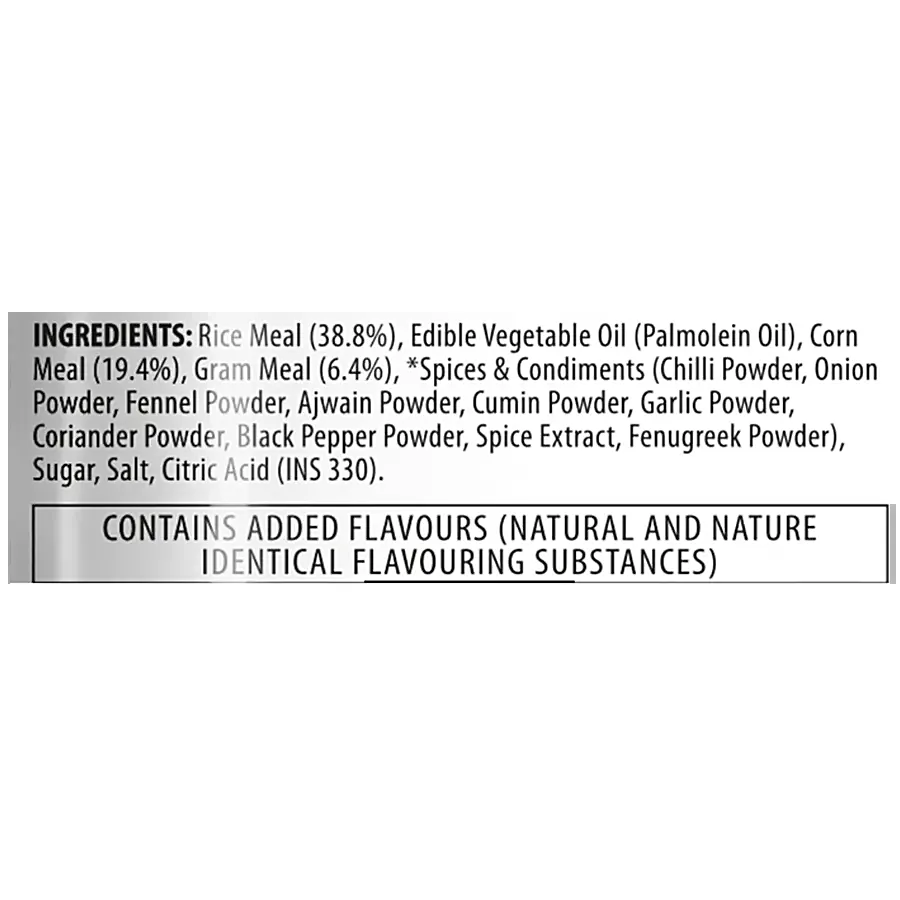 INGREDIENTS: Rice Meal (38.8%), Edible Vegetable Oil (Palmolein Oil), Corn
Meal (19.4%), Gram Meal (6.4%), *Spices & Condiments (Chilli Powder, Onion
Powder, Fennel Powder, Ajwain Powder, Cumin Powder, Garlic Powder,
Coriander Powder, Black Pepper Powder, Spice Extract, Fenugreek Powder),
Sugar, Salt, Citric Acid (INS 330).
CONTAINS ADDED FLAVOURS (NATURAL AND NATURE
IDENTICAL FLAVOURING SUBSTANCES)